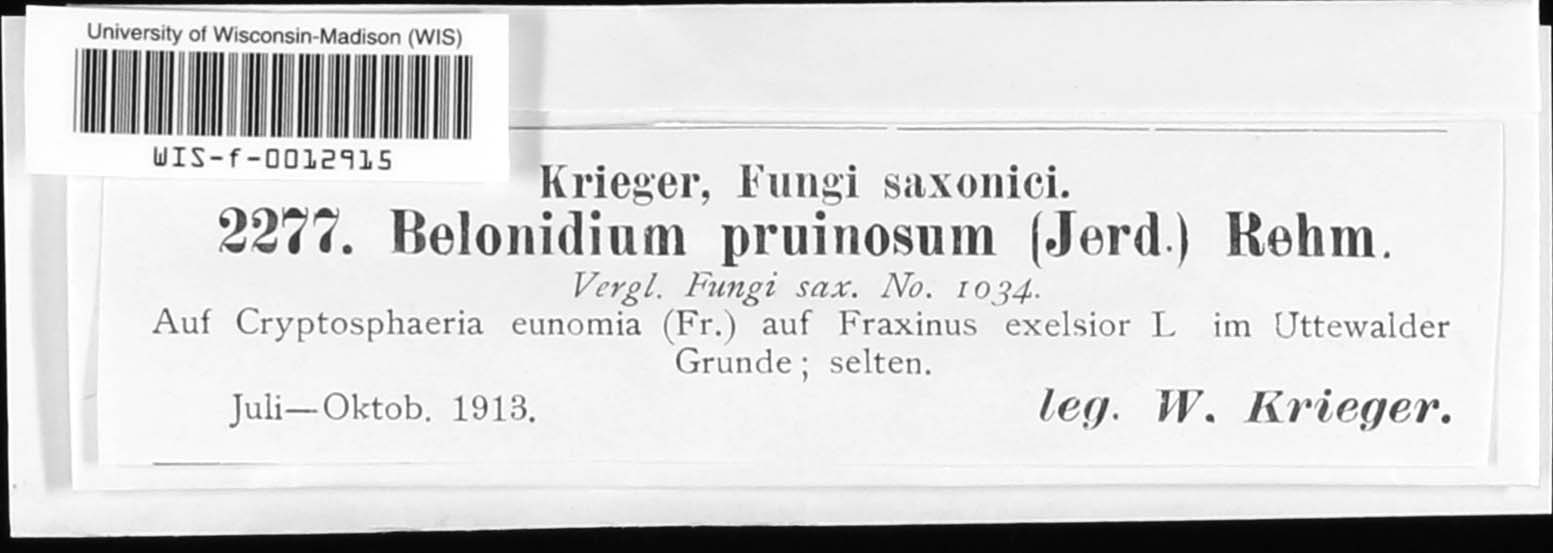 University of Wisconsin-Madison (WIS)
WIS-f-0012915
Krieger, Fungi saxonici.
2277. Belonidium pruinosum (Jerd.) Rehm.
Vergl. Fungi sax. No. 1034.
Auf Cryptosphaeria eunomia (Fr.) auf Fraxinus exelsior L im Uttewalder
Grunde; selten.
Juli—Oktob. 1913. leg. W. Krieger.